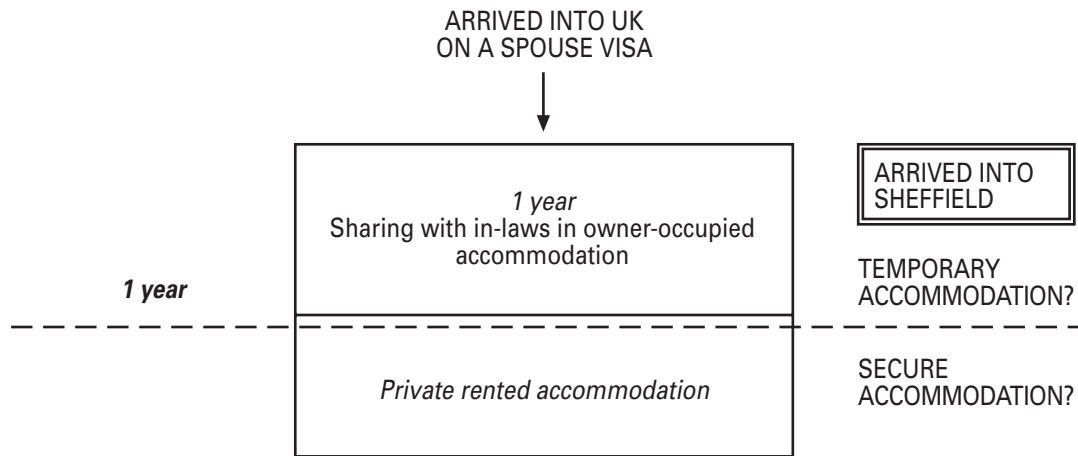 ARRIVED INTO UK
ON A SPOUSE VISA
1 year
Sharing with in-laws in owner-occupied
accommodation
ARRIVED INTO
SHEFFIELD
1 year
TEMPORARY
ACCOMMODATION?
Private rented accommodation
SECURE
ACCOMMODATION?